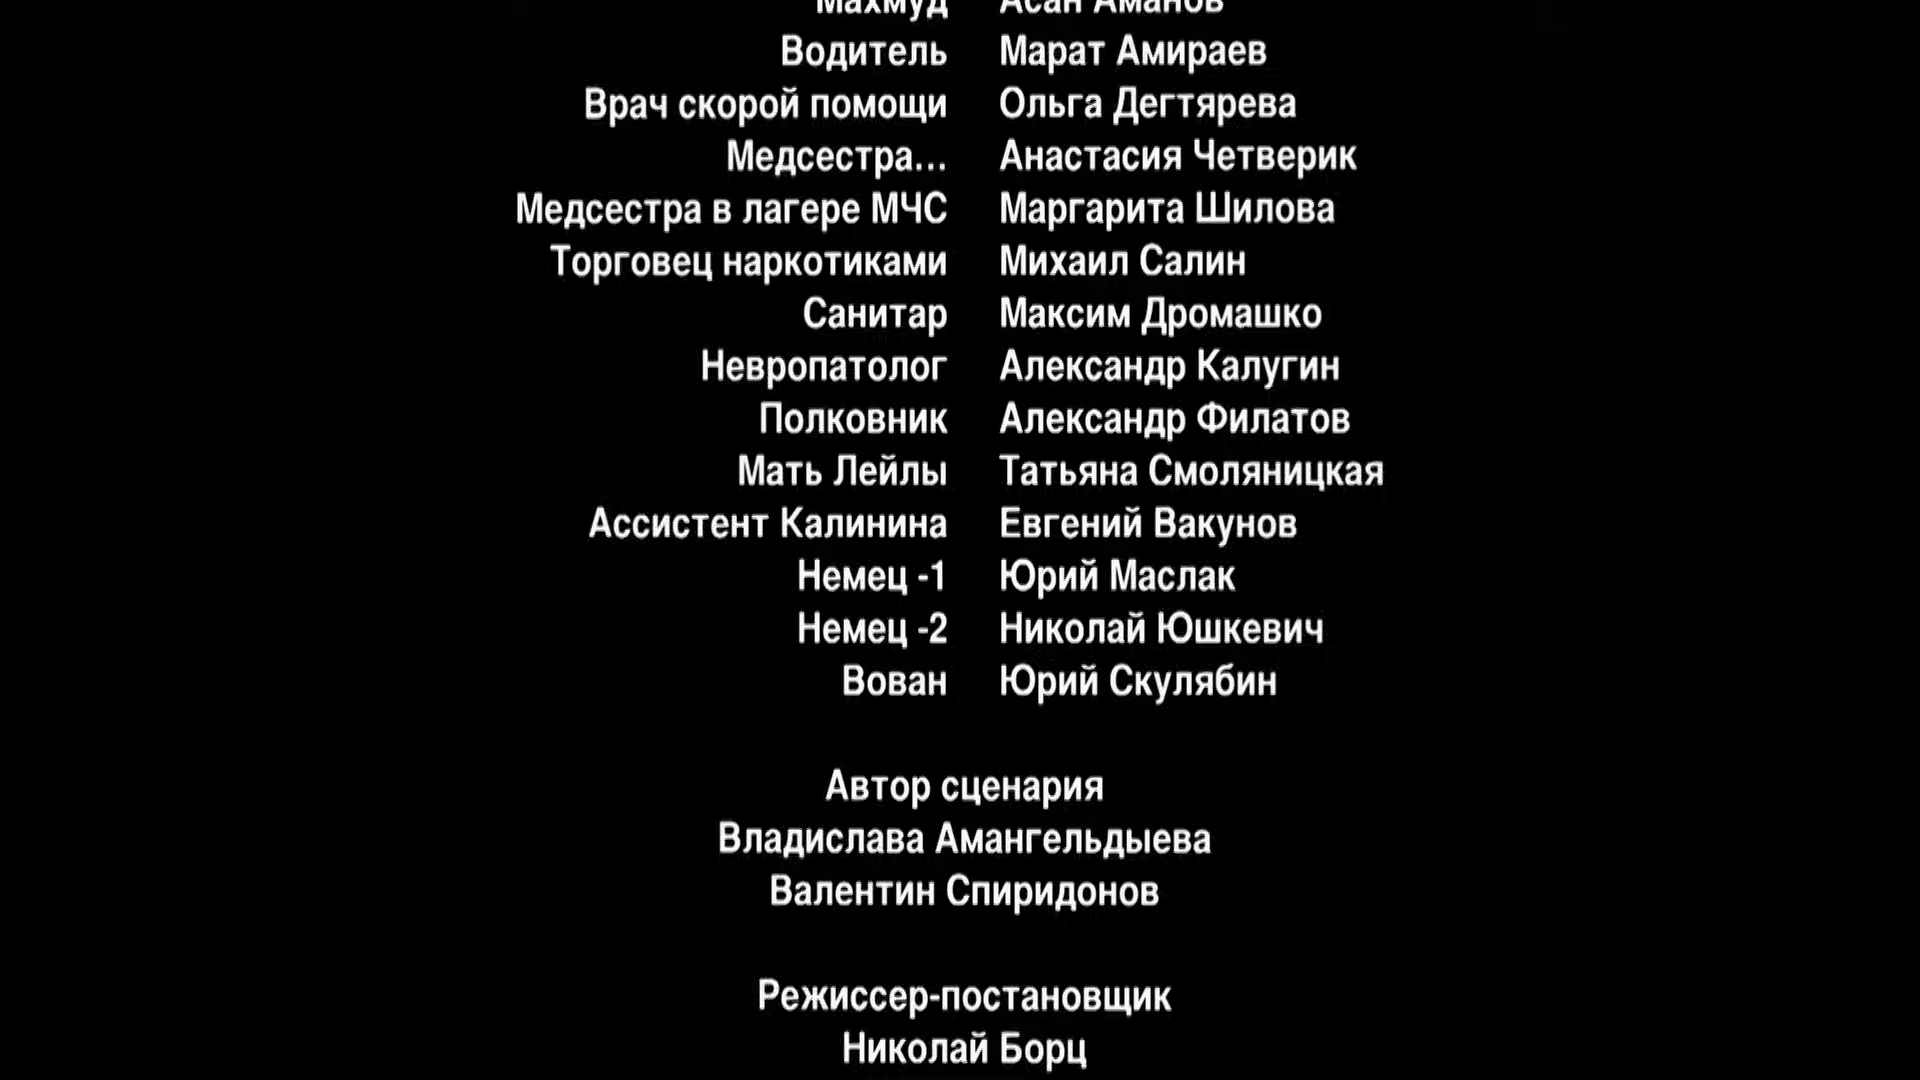 Махмуд Асан Аманов
Водитель Марат Амираев
Врач скорой помощи Ольга Дегтярева
Медсестра... Анастасия Четверик
Медсестра в лагере МЧС Маргарита Шилова
Торговец наркотиками Михаил Салин
Санитар Максим Дромашко
Невропатолог Александр Калугин
Полковник Александр Филатов
Мать Лейлы Татьяна Смоляницкая
Ассистент Калинина Евгений Вакунов
Немец -1 Юрий Маслак
Немец -2 Николай Юшкевич
Вован Юрий Скулябин
Автор сценария
Владислава Амангельдыева
Валентин Спиридонов
Режиссер-постановщик
Николай Борц